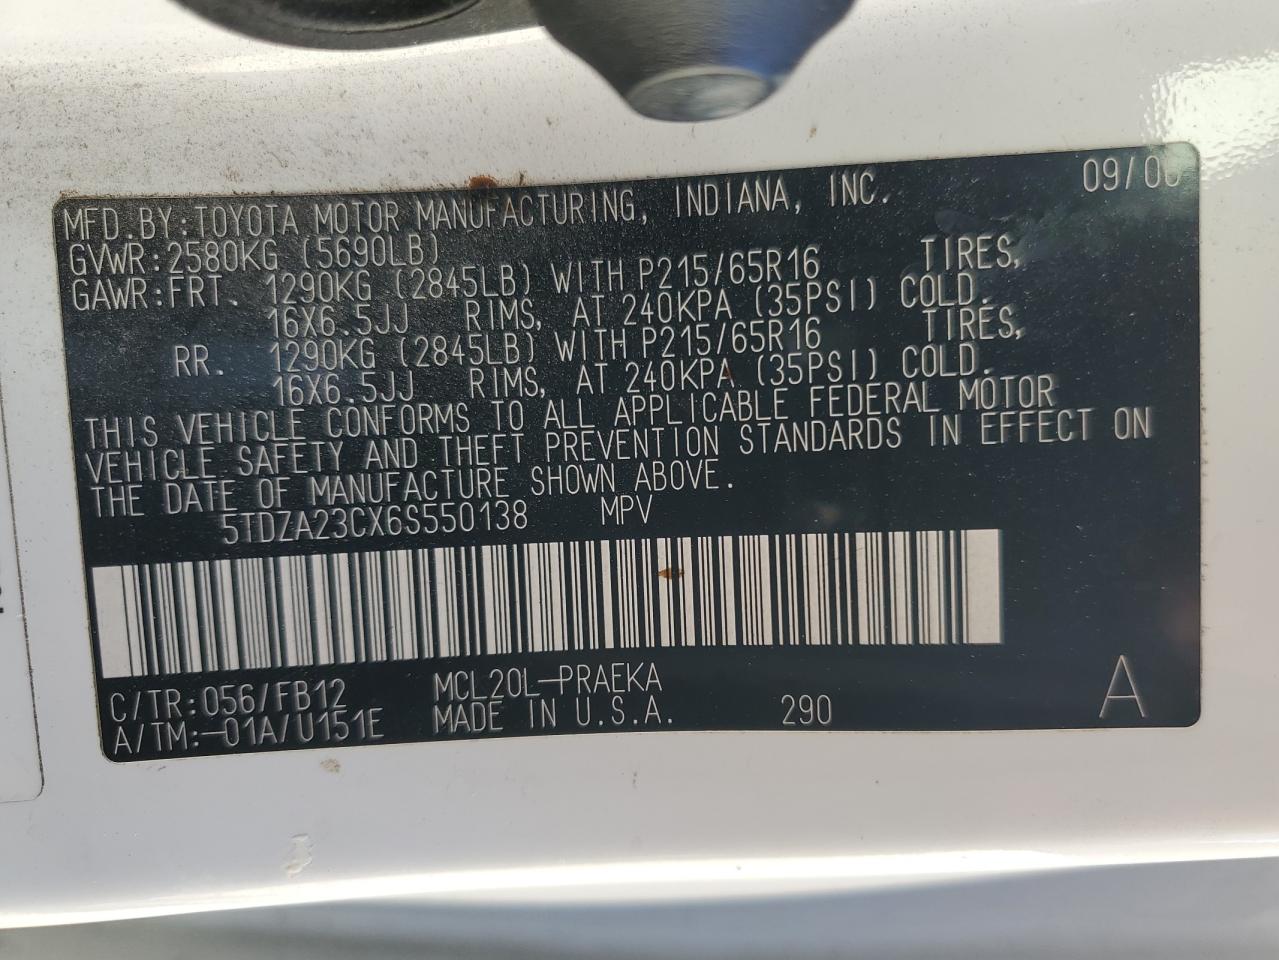 09/06
MFD.BY:TOYOTA MOTOR MANUFACTURING, INDIANA, INC.
GVWR:2580KG (5690LB)
GAWR:FRT. 1290KG (2845LB) WITH P215/65R16 TIRES,
16X6.5JJ RIMS, AT 240KPA (35PSI) COLD.
RR. 1290KG (2845LB) WITH P215/65R16 TIRES,
16X6.5JJ RIMS, AT 240KPA (35PSI) COLD.
THIS VEHICLE CONFORMS TO ALL APPLICABLE FEDERAL MOTOR
VEHICLE SAFETY AND THEFT PREVENTION STANDARDS IN EFFECT ON
THE DATE OF MANUFACTURE SHOWN ABOVE.
5TDZA23CX6S550138 MPV
C/TR:056/FB12 MCL20L-PRAEKA
A/TM:-01A/U151E MADE IN U.S.A. 290 A